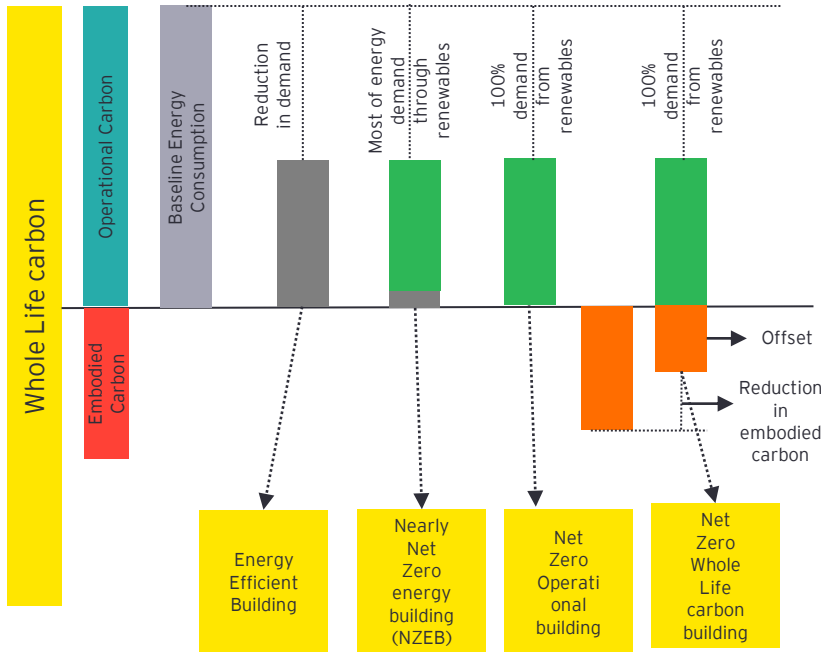 Whole Life carbon
Operational Carbon
Embodied
Carbon
Baseline Energy
Consumption
Reduction
in demand
Most of energy
demand
through
renewables
100%
demand
from
renewables
100%
demand
from
renewables
Offset
Reduction
in
embodied
carbon
Energy
Efficient
Building
Nearly
Net
Zero
energy
building
(NZEB)
Net
Zero
Operati
onal
building
Net
Zero
Whole
Life
carbon
building